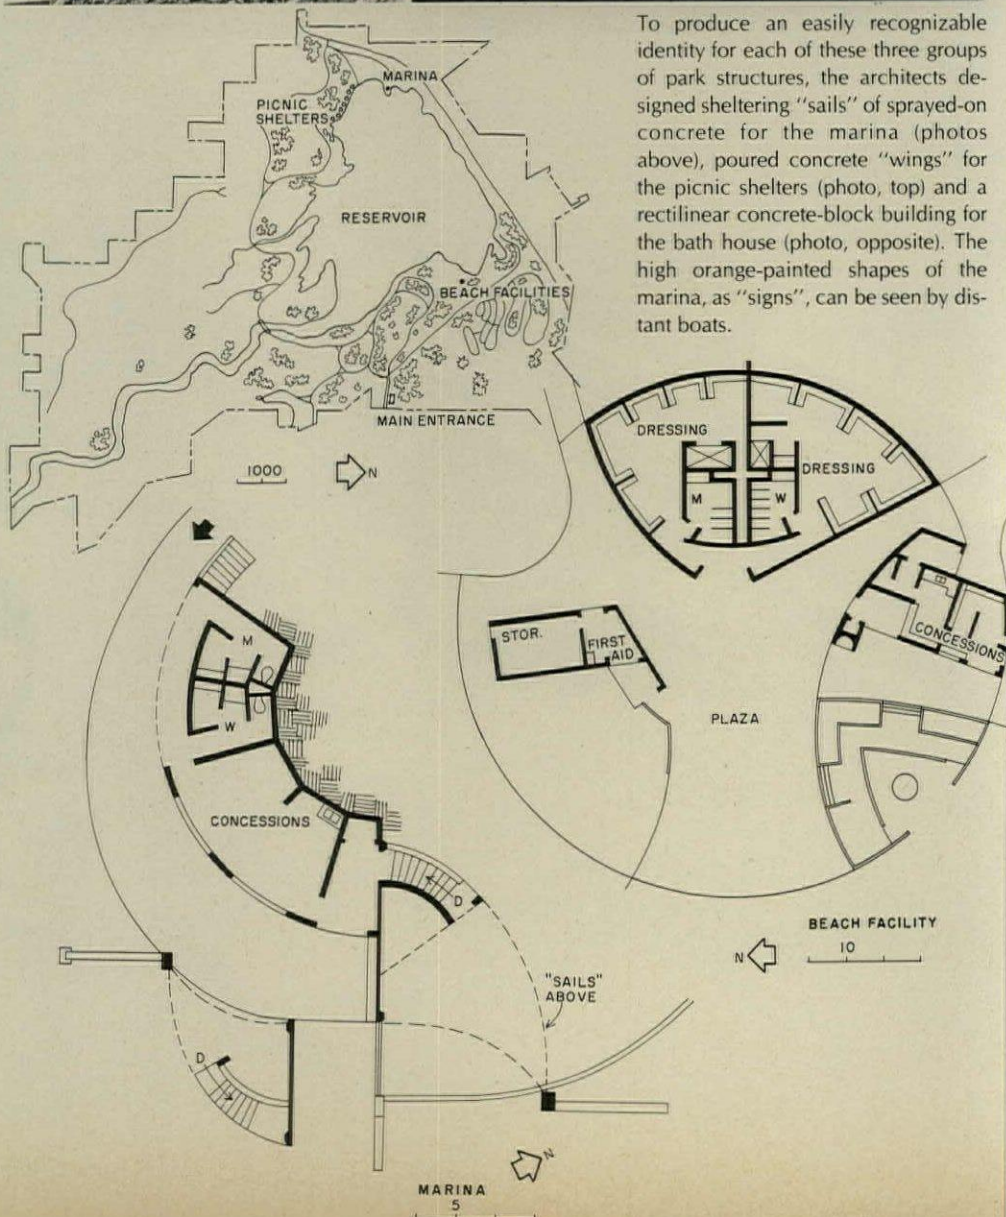 To produce an easily recognizable
identity for each of these three groups
of park structures, the architects de-
signed sheltering "sails" of sprayed-on
concrete for the marina (photos
above), poured concrete "wings" for
the picnic shelters (photo, top) and a
rectilinear concrete-block building for
the bath house (photo, opposite). The
high orange-painted shapes of the
marina, as "signs", can be seen by dis-
tant boats.
MARINA
PICNIC
SHELTERS
RESERVOIR
BEACH FACILITIES
MAIN ENTRANCE
1000
N
DRESSING
DRESSING
M
W
STOR.
FIRST
AID
CONCESSIONS
PLAZA
BEACH FACILITY
N
10
M
W
CONCESSIONS
D
"SAILS"
ABOVE
D
N
MARINA
5